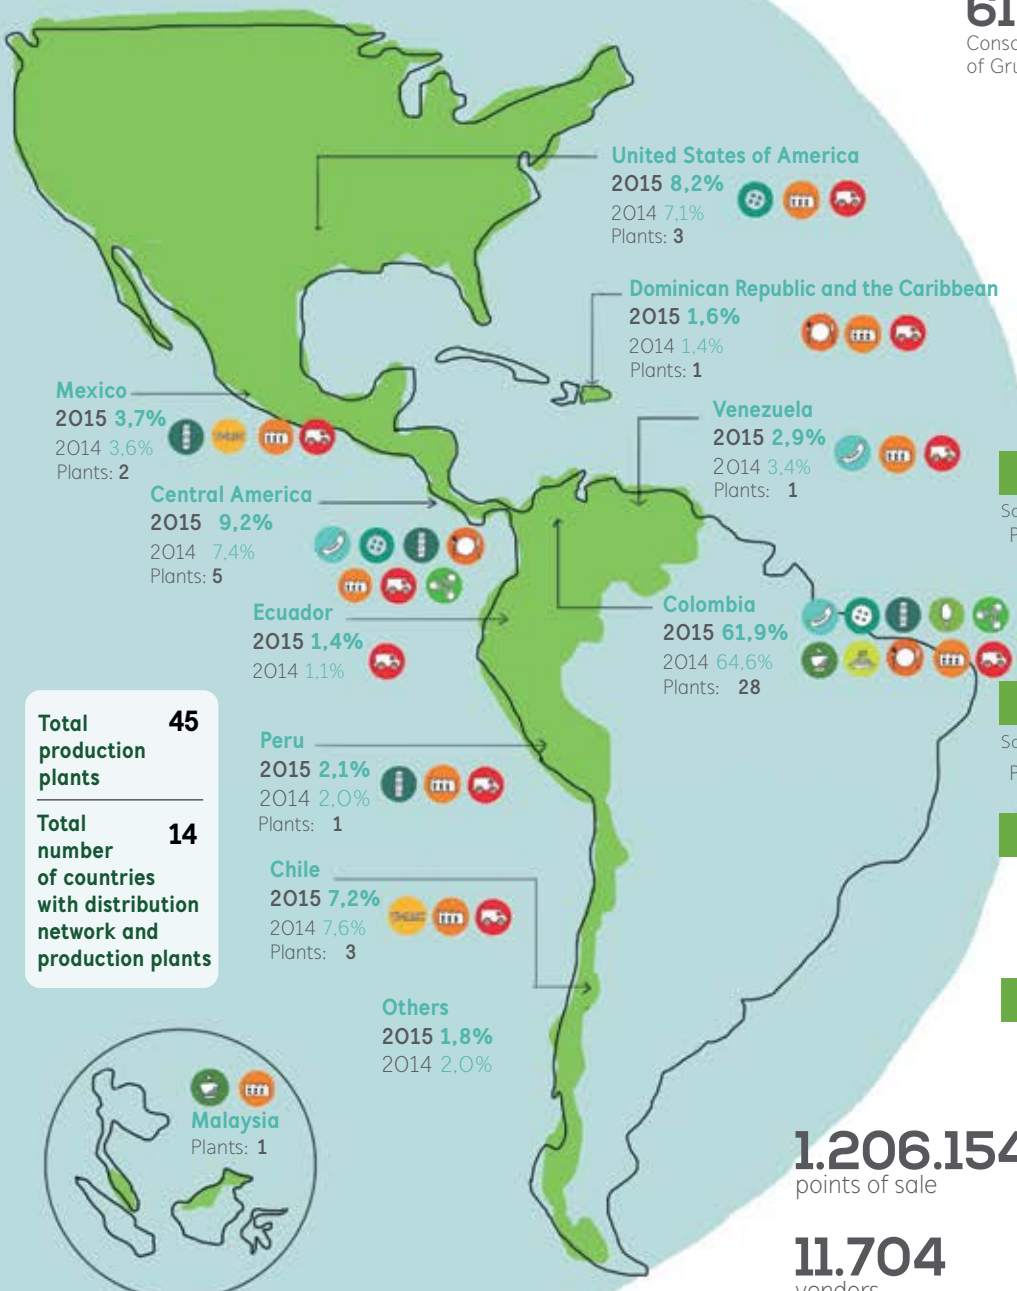 61
of
United States of America
2015 8,2%
2014 7,1%
Plants: 3
Dominican Republic and the Caribbean
2015 1,6%
2014 1,4%
Plants: 1
Mexico
2015 3,7%
2014 3,6%
Plants: 2
Venezuela
2015 2,9%
2014 3,4%
Plants: 1
Central America
2015 9,2%
2014 7,4%
Plants: 5
Ecuador
2015 1,4%
2014 1,1%
Colombia
2015 61,9%
2014 64,6%
Plants: 28
Total 45
production
plants
Total
number 14
of countries
with distribution
network and
production plants
Peru
2015 2,1%
2014 2,0%
Plants: 1
Chile
2015 7,2%
2014 7,6%
Plants: 3
Others
2015 1,8%
2014 2,0%
Malaysia
Plants: 1
1.206.154
points of sale
11.704
vendors